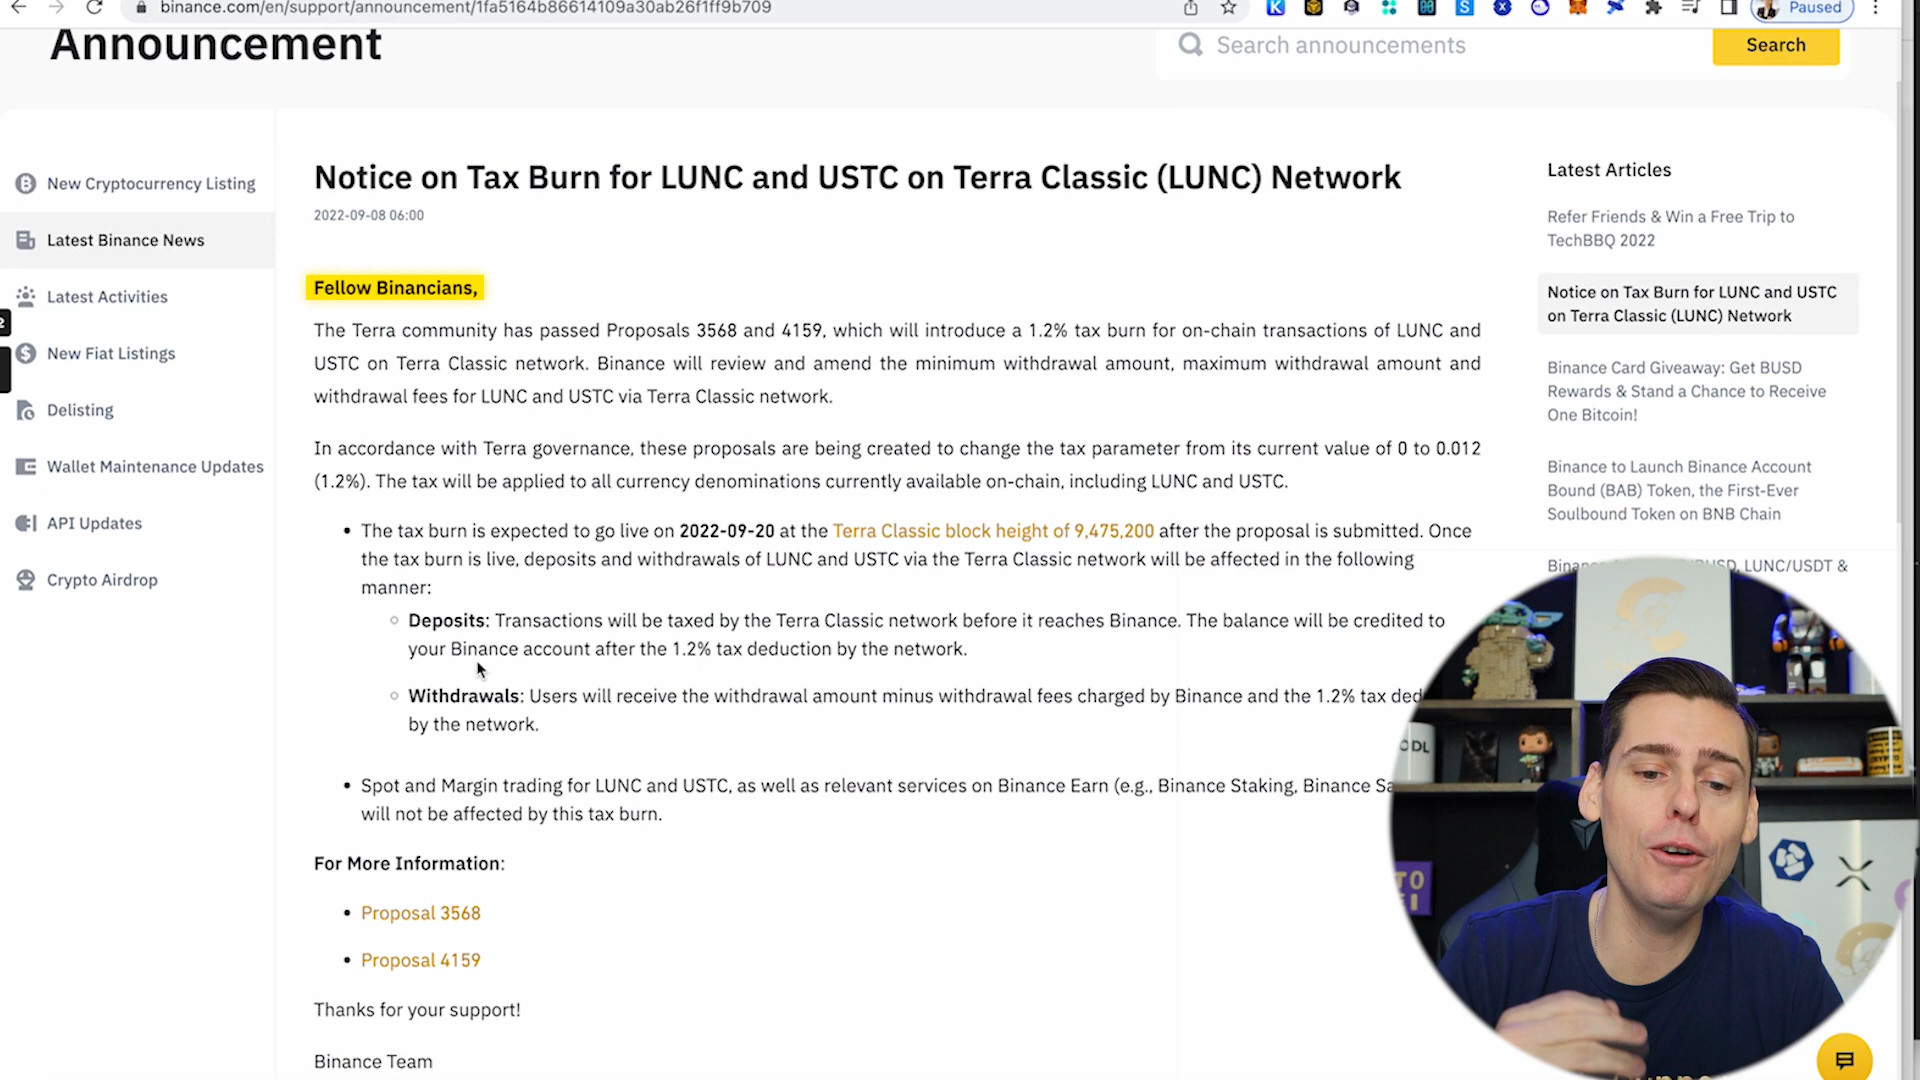 binance.com/en/support/announcement/1fa5164b86614109a30ab26f1ff9b709
Paused
Announcement
Search announcements
Search
New Cryptocurrency Listing
Latest Binance News
Latest Activities
New Fiat Listings
Delisting
Wallet Maintenance Updates
API Updates
Crypto Airdrop
Notice on Tax Burn for LUNC and USTC on Terra Classic (LUNC) Network
2022-09-08 06:00
Fellow Binancians,
The Terra community has passed Proposals 3568 and 4159, which will introduce a 1.2% tax burn for on-chain transactions of LUNC and
USTC on Terra Classic network. Binance will review and amend the minimum withdrawal amount, maximum withdrawal amount and
withdrawal fees for LUNC and USTC via Terra Classic network.
In accordance with Terra governance, these proposals are being created to change the tax parameter from its current value of 0 to 0.012
(1.2%). The tax will be applied to all currency denominations currently available on-chain, including LUNC and USTC.
• The tax burn is expected to go live on 2022-09-20 at the Terra Classic block height of 9,475,200 after the proposal is submitted. Once
the tax burn is live, deposits and withdrawals of LUNC and USTC via the Terra Classic network will be affected in the following
manner:
Deposits: Transactions will be taxed by the Terra Classic network before it reaches Binance. The balance will be credited to
your Binance account after the 1.2% tax deduction by the network.
Withdrawals: Users will receive the withdrawal amount minus withdrawal fees charged by Binance and the 1.2% tax ded
by the network.
• Spot and Margin trading for LUNC and USTC, as well as relevant services on Binance Earn (e.g., Binance Staking, Binance Sa
will not be affected by this tax burn.
For More Information:
• Proposal 3568
• Proposal 4159
Thanks for your support!
Binance Team
Latest Articles
Refer Friends & Win a Free Trip to
TechBBQ 2022
Notice on Tax Burn for LUNC and USTC
on Terra Classic (LUNC) Network
Binance Card Giveaway: Get BUSD
Rewards & Stand a Chance to Receive
One Bitcoin!
Binance to Launch Binance Account
Bound (BAB) Token, the First-Ever
Soulbound Token on BNB Chain
LUNC/USDT &